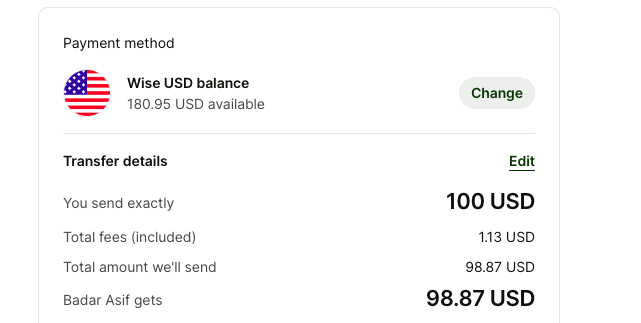 Payment method
Wise USD balance
180.95 USD available
Change
Transfer details
Edit
You send exactly
100 USD
Total fees (included)
1.13 USD
Total amount we'll send
98.87 USD
Badar Asif gets
98.87 USD